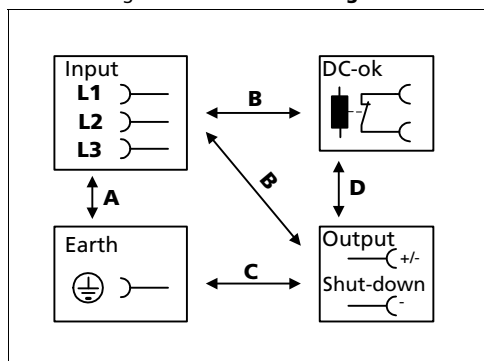 Input
L1
L2
L3
DC-ok
B
B
A
D
Earth
C
Output
+/-
Shut-down
-